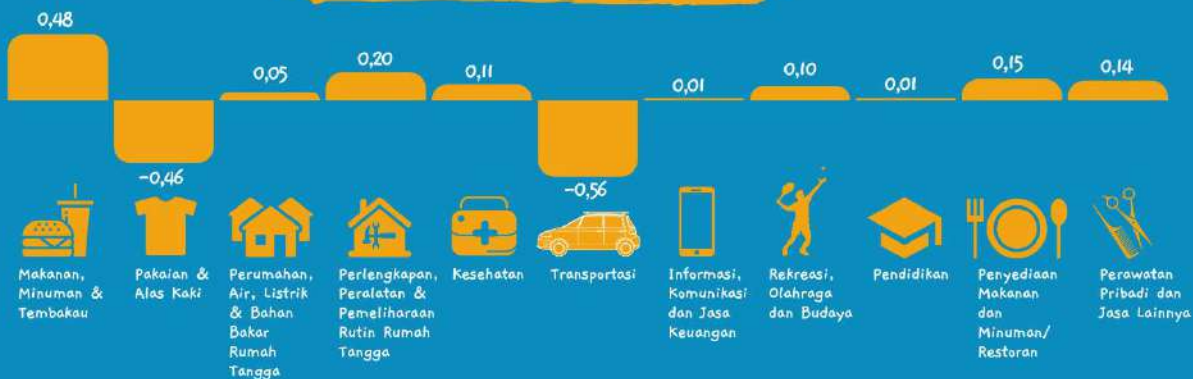 0,48
-0,46
0,05
0,20
0,11
-0,56
0,01
0,10
0,01
0,15
0,14
Makanan,
Minuman &
Tembakau
Pakaian &
Alas Kaki
Perumahan,
Air, Listrik
& Bahan
Bakar
Rumah
Tangga
Perlengkapan,
Peralatan &
Pemeliharaan
Rutin Rumah
Tangga
Kesehatan
Transportasi
Informasi,
Komunikasi
dan Jasa
Keuangan
Rekreasi,
Olahraga
dan Budaya
Pendidikan
Penyediaan
Makanan
dan
Minuman/
Restoran
Perawatan
Pribadi dan
Jasa Lainnya